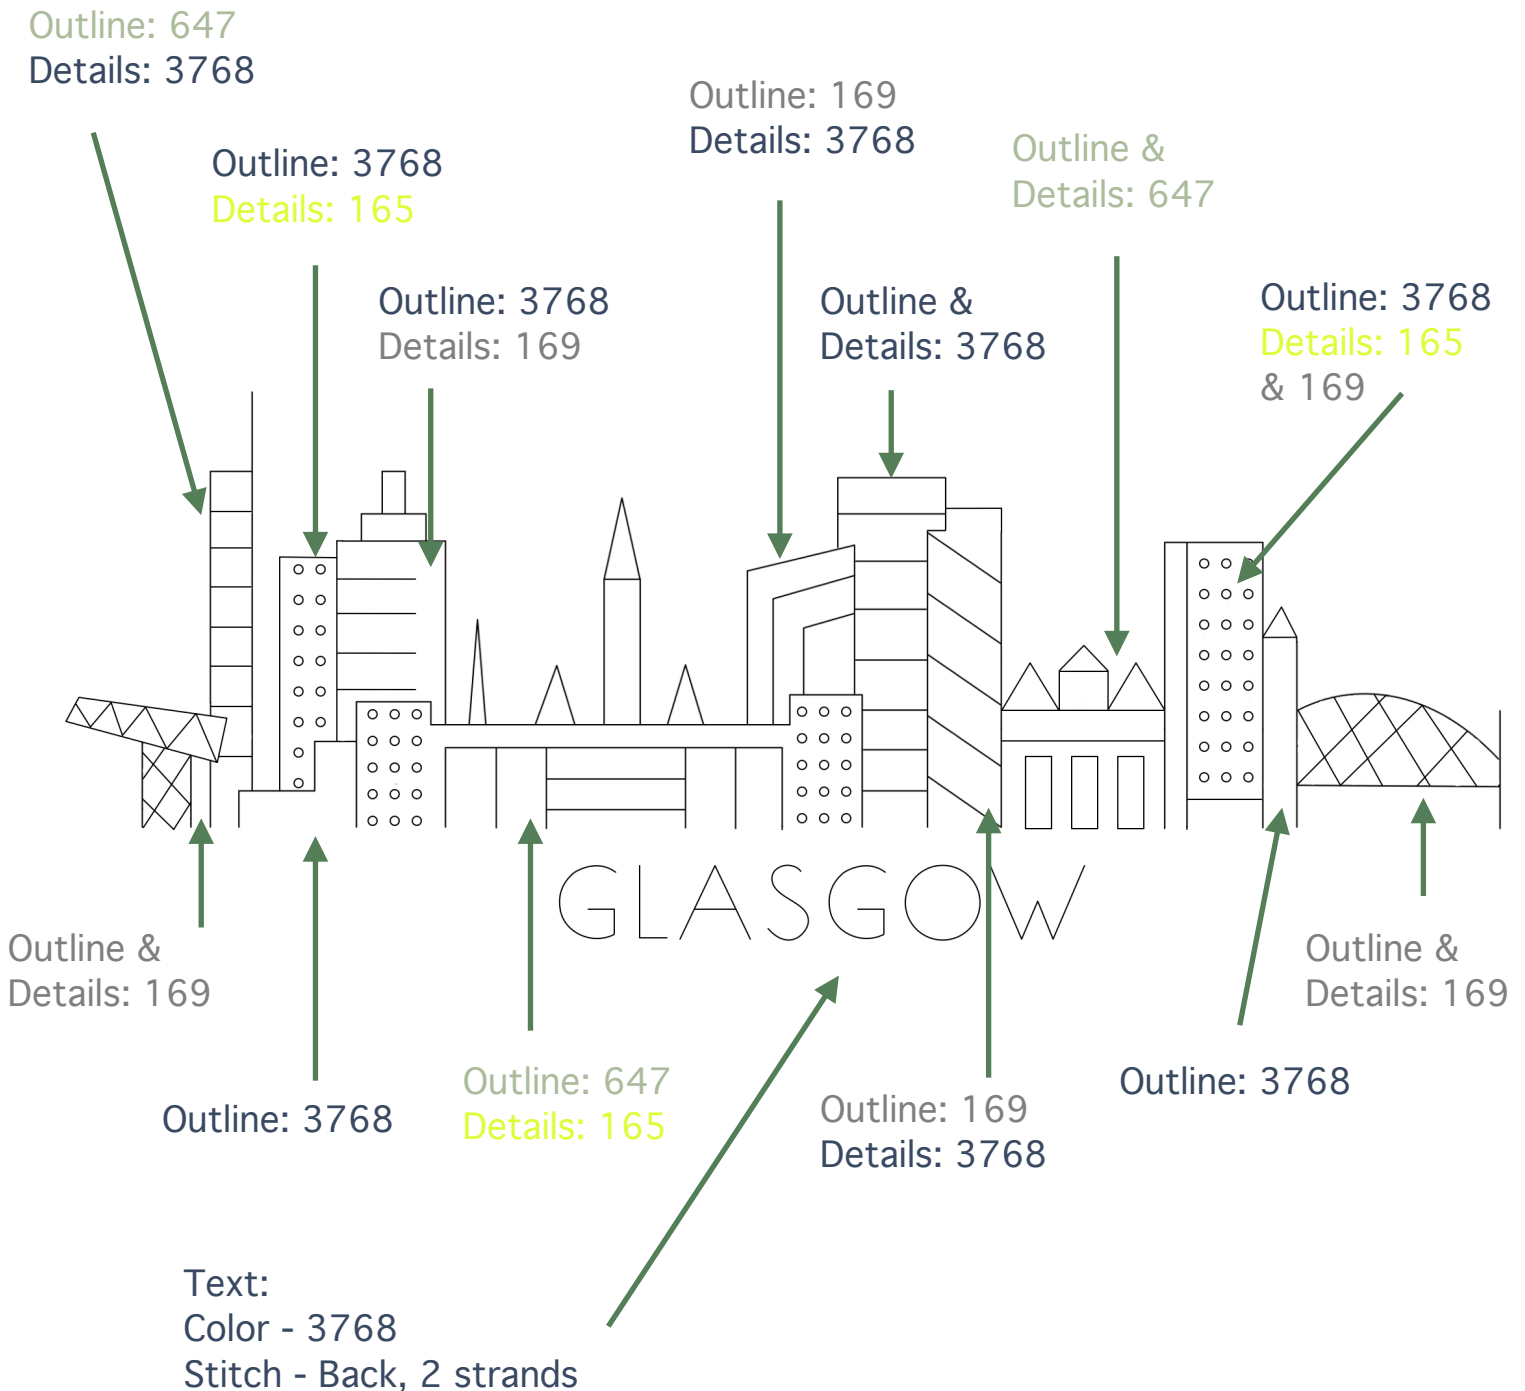 Outline: 647
Details: 3768
Outline: 3768
Details: 165
Outline: 169
Details: 3768
Outline &
Details: 647
Outline: 3768
Details: 169
Outline &
Details: 3768
Outline: 3768
Details: 165
& 169
GLASGOW
Outline &
Details: 169
Outline &
Details: 169
Outline: 3768
Outline: 647
Details: 165
Outline: 169
Details: 3768
Outline: 3768
Text:
Color - 3768
Stitch - Back, 2 strands